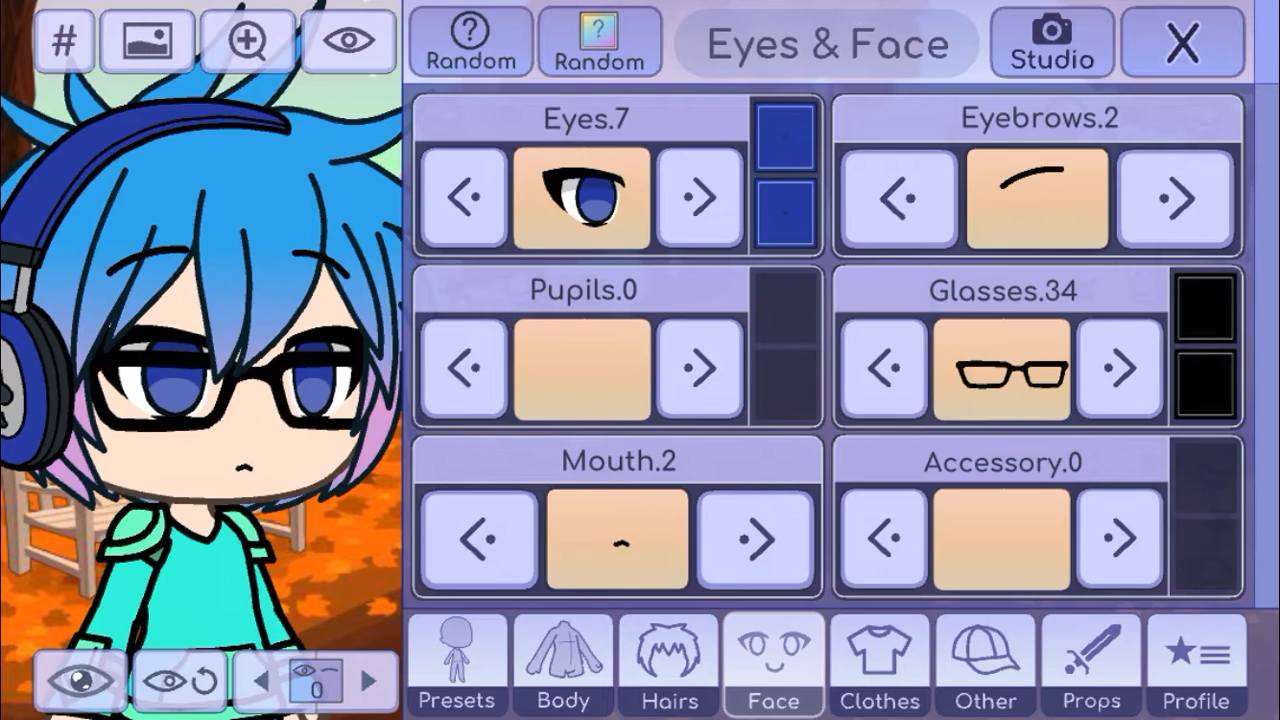 #
? Random
? Random
Eyes & Face
Studio
X
Eyes.7
Eyebrows.2
Pupils.0
Glasses.34
Mouth.2
Accessory.0
0
Presets
Body
Hairs
Face
Clothes
Other
Props
Profile